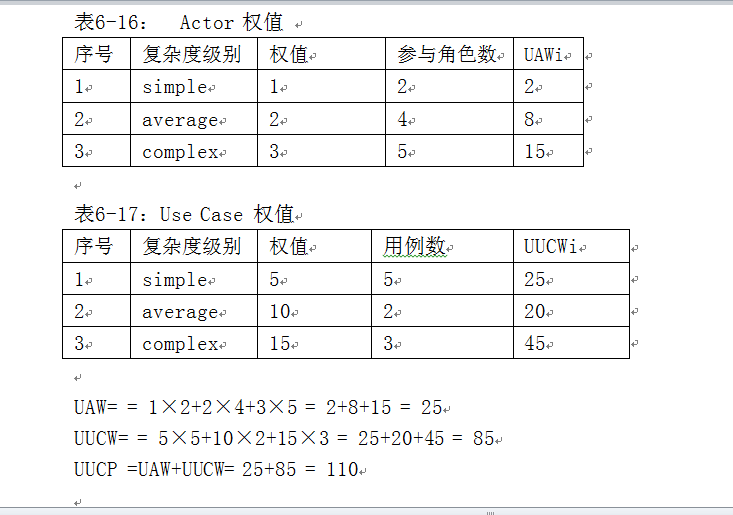 表6-16： Actor 权值
序号 复杂度级别 权值 参与角色数 UAWi
1 simple 1 2 2
2 average 2 4 8
3 complex 3 5 15
表6-17：Use Case 权值
序号 复杂度级别 权值 用例数 UUCWi
1 simple 5 5 25
2 average 10 2 20
3 complex 15 3 45
UAW= = 1×2+2×4+3×5 = 2+8+15 = 25
UUCW= = 5×5+10×2+15×3 = 25+20+45 = 85
UUCP =UAW+UUCW= 25+85 = 110